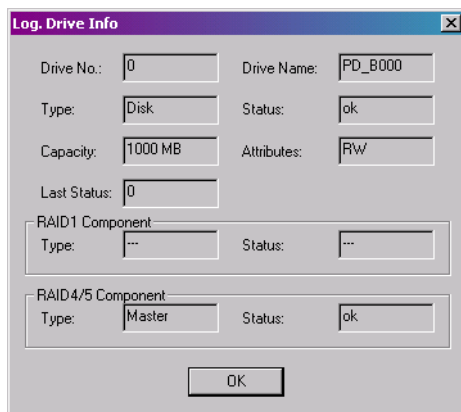 Log. Drive Info
Drive No.: 0 Drive Name: PD_B000
Type: Disk Status: ok
Capacity: 1000 MB Attributes: RW
Last Status: 0
RAID1 Component
Type: --- Status: ---
RAID4/5 Component
Type: Master Status: ok
OK